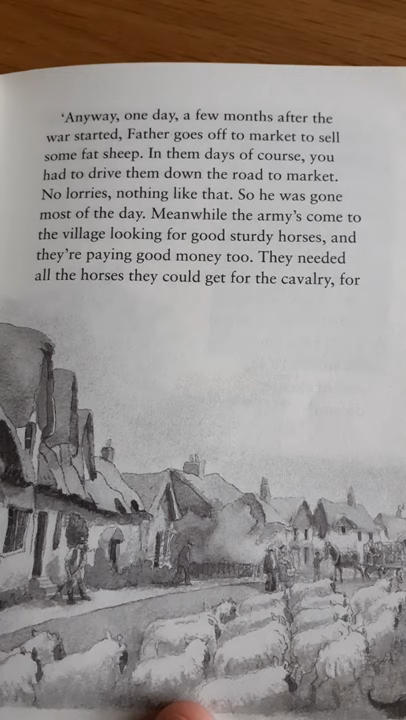 'Anyway, one day, a few months after the
war started, Father goes off to market to sell
some fat sheep. In them days of course, you
had to drive them down the road to market.
No lorries, nothing like that. So he was gone
most of the day. Meanwhile the army's come to
the village looking for good sturdy horses, and
they're paying good money too. They needed
all the horses they could get for the cavalry, for